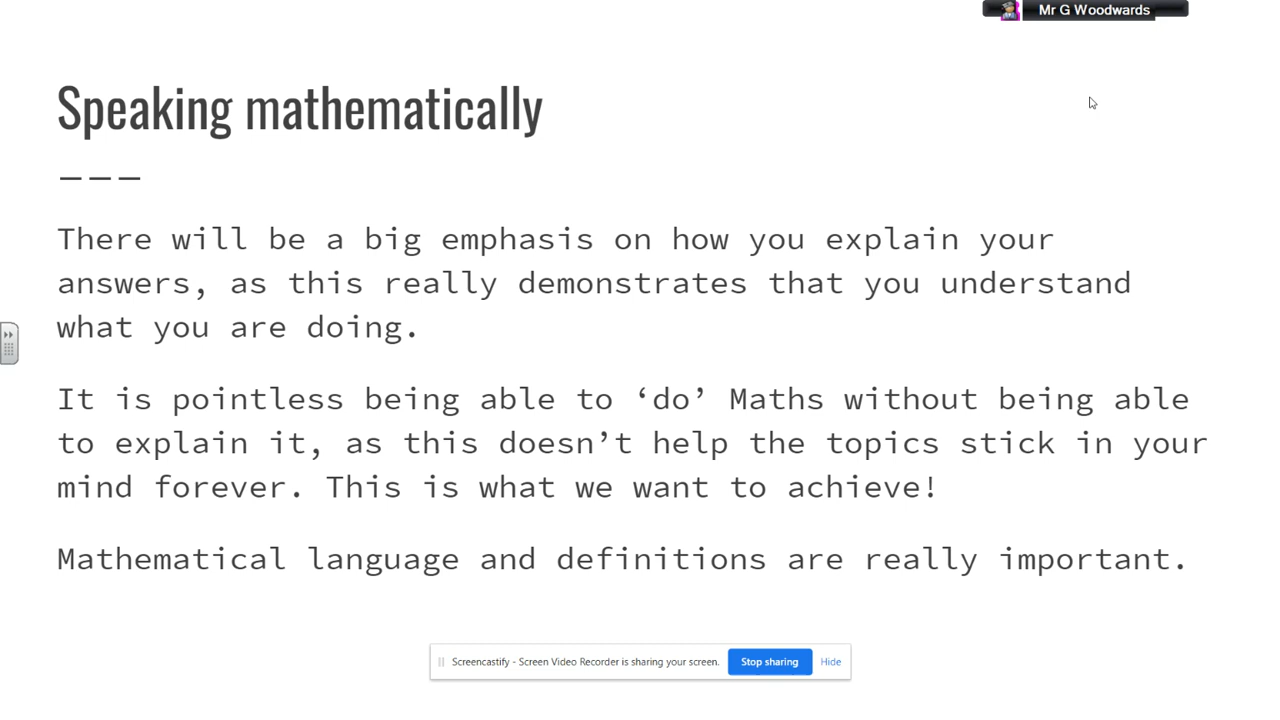 Mr G Woodwards
Speaking mathematically
There will be a big emphasis on how you explain your
answers, as this really demonstrates that you understand
what you are doing.
It is pointless being able to ‘do’ Maths without being able
to explain it, as this doesn’t help the topics stick in your
mind forever. This is what we want to achieve!
Mathematical language and definitions are really important.
Screencastify - Screen Video Recorder is sharing your screen. Stop sharing Hide